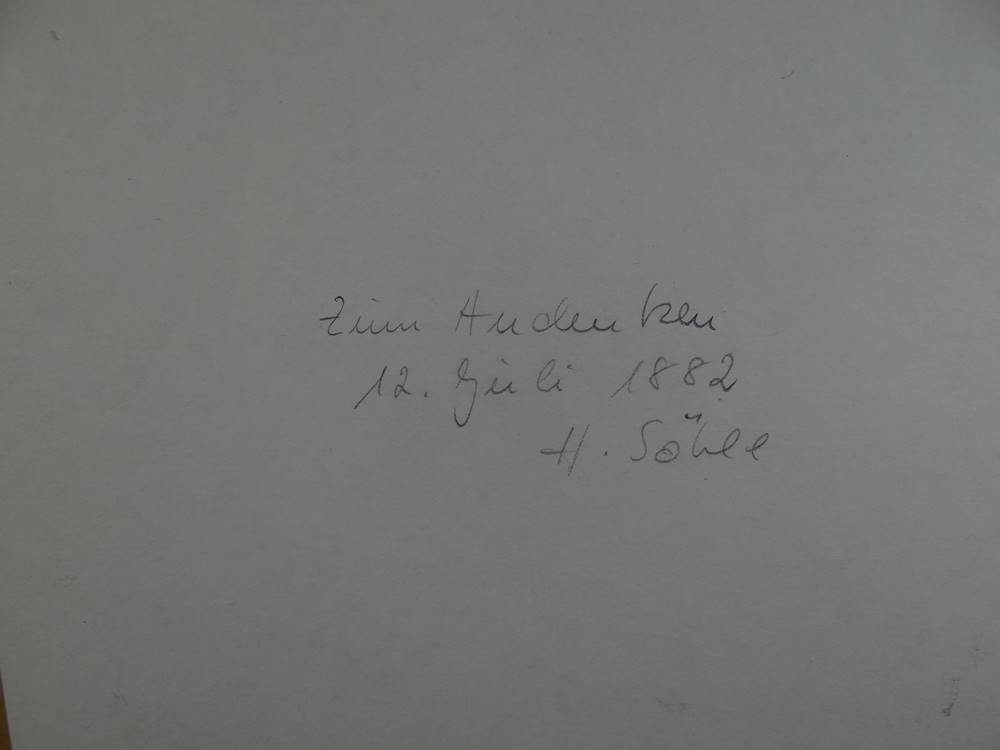 Zum Andenken
12. Juli 1882
H. Söhle